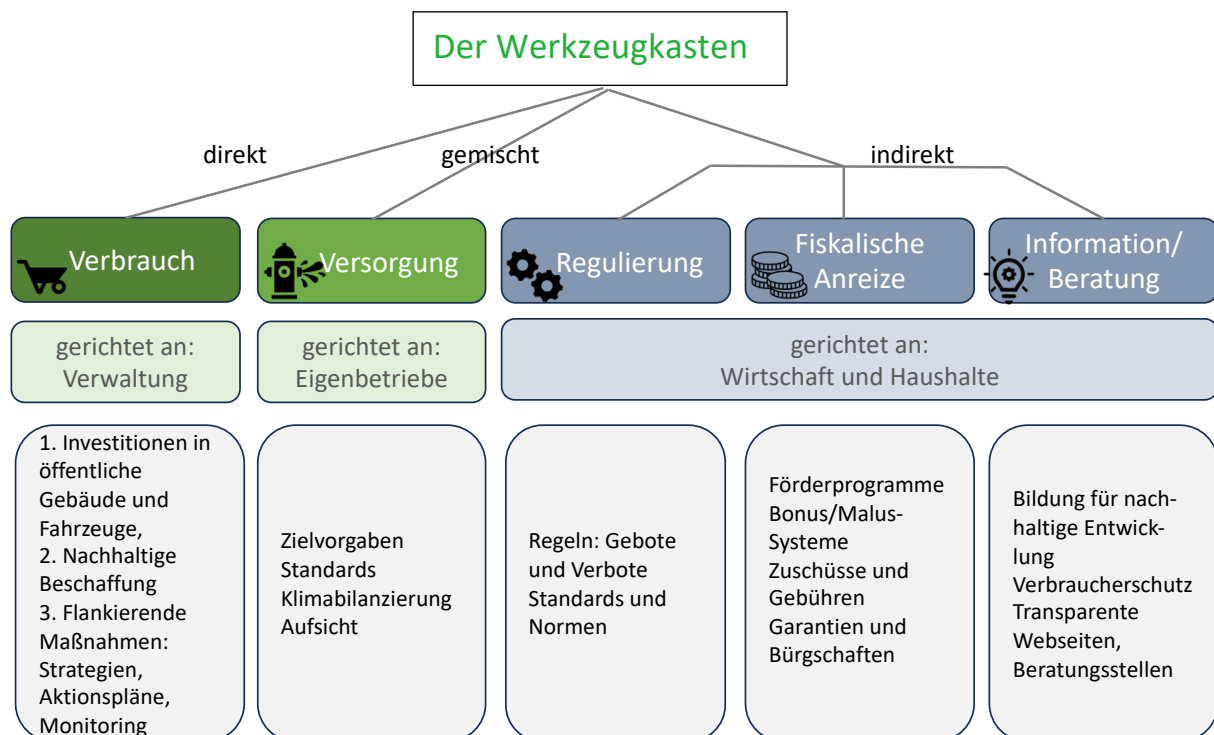 Der Werkzeugkasten
direkt
gemischt
indirekt
Verbrauch
Versorgung
Regulierung
Fiskalische
Anreize
Information/
Beratung
gerichtet an:
Verwaltung
gerichtet an:
Eigenbetriebe
gerichtet an:
Wirtschaft und Haushalte
1. Investitionen in
öffentliche
Gebäude und
Fahrzeuge,
2. Nachhaltige
Beschaffung
3. Flankierende
Maßnahmen:
Strategien,
Aktionspläne,
Monitoring
Zielvorgaben
Standards
Klimabilanzierung
Aufsicht
Regeln: Gebote
und Verbote
Standards und
Normen
Förderprogramme
Bonus/Malus-
Systeme
Zuschüsse und
Gebühren
Garantien und
Bürgschaften
Bildung für nach-
haltige Entwick-
lung
Verbraucherschutz
Transparente
Webseiten,
Beratungsstellen